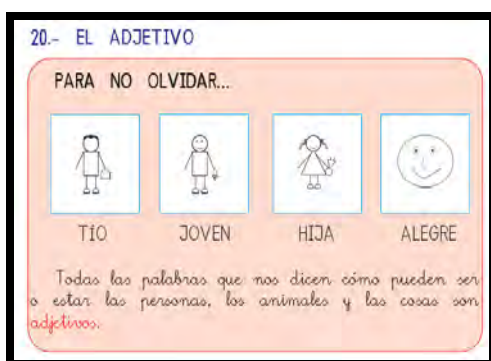 20.- EL ADJETIVO
PARA NO OLVIDAR...
TÍO JOVEN HIJA ALEGRE
Todas las palabras que nos dicen cómo pueden ser
o estar las personas, los animales y las cosas son
adjetivos.